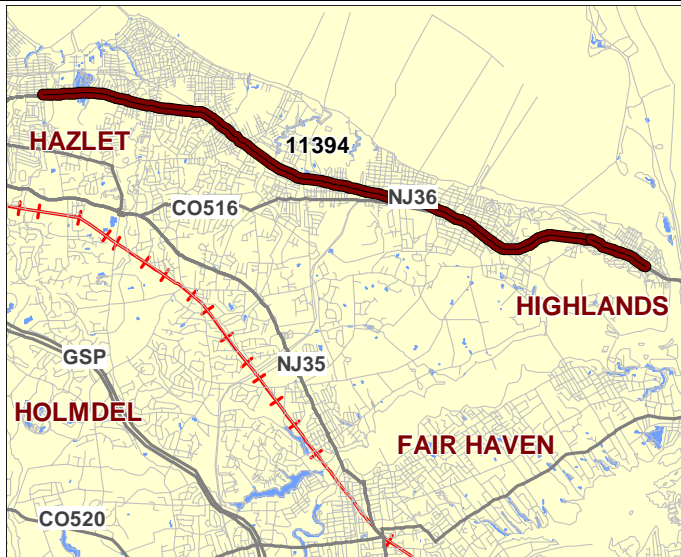 HAZLET
11394
NJ36
CO516
HIGHLANDS
GSP
NJ35
HOLMDEL
FAIR HAVEN
CO520